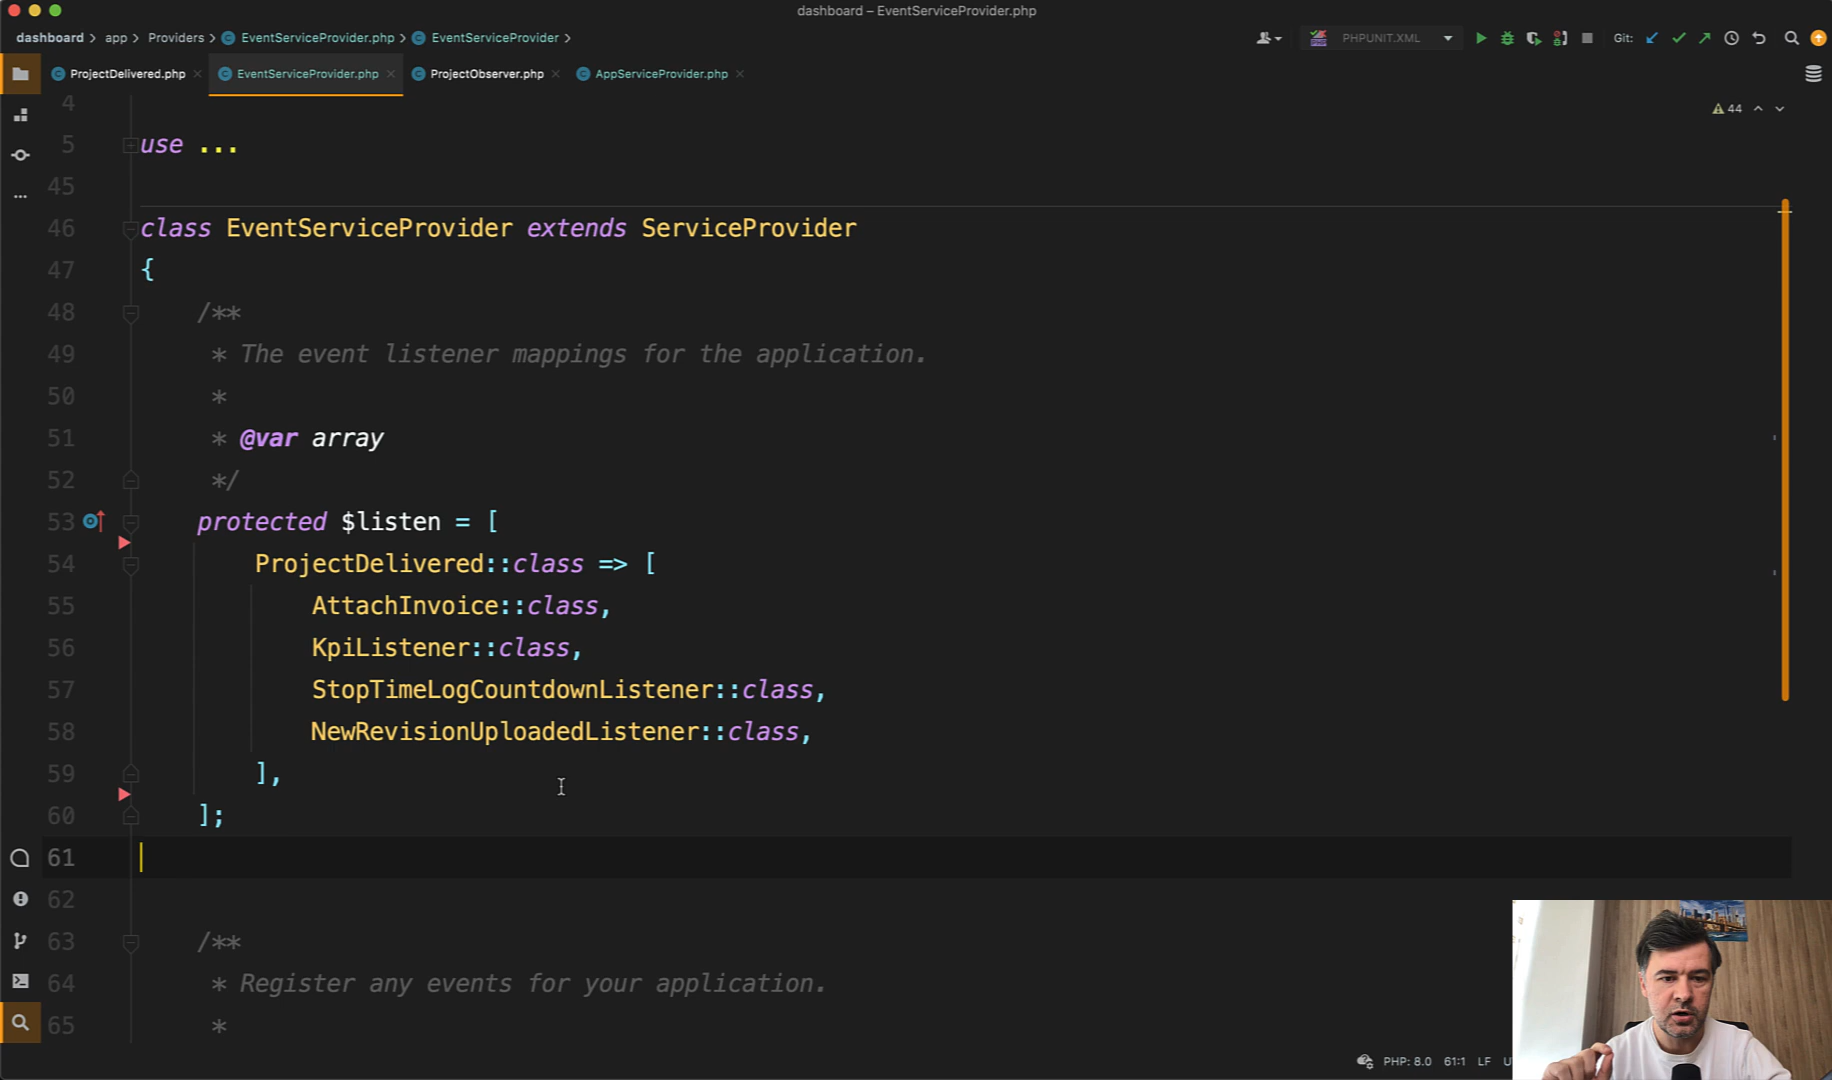 dashboard – EventServiceProvider.php
dashboard > app > Providers > EventServiceProvider.php > EventServiceProvider >
PHPUNIT.XML
Git:
ProjectDelivered.php
EventServiceProvider.php
ProjectObserver.php
AppServiceProvider.php
44
4
5 use ...
45
46 class EventServiceProvider extends ServiceProvider
47 {
48 /**
49 * The event listener mappings for the application.
50 *
51 * @var array
52 */
53 protected $listen = [
54 ProjectDelivered::class => [
55 AttachInvoice::class,
56 KpiListener::class,
57 StopTimeLogCountdownListener::class,
58 NewRevisionUploadedListener::class,
59 ],
60 ];
61
62
63 /**
64 * Register any events for your application.
65 *
PHP: 8.0 61:1 LF